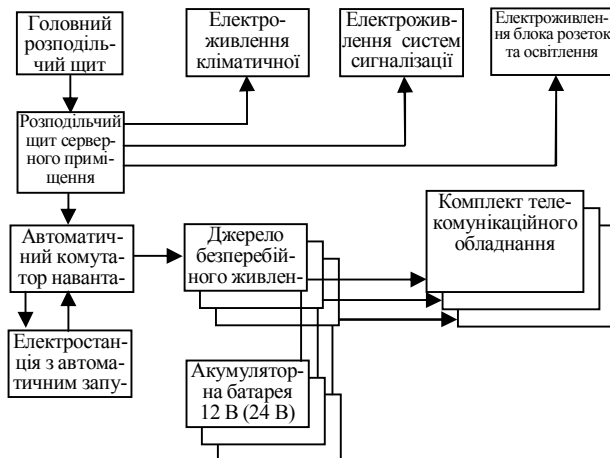 Головний
розподіль-
чий щит
Електро-
живлення
кліматичної
Електрожив-
лення систем
сигналізації
Електроживлен-
ня блока розеток
та освітлення
Розподільчий
щит сервер-
ного примі-
щення
Автоматич-
ний комута-
тор наванта-
Джерело
безперебій-
ного живлен-
Комплект теле-
комунікаційного
обладнання
Електростан-
ція з автома-
тичним запу-
Акумулятор-
на батарея
12 В (24 В)